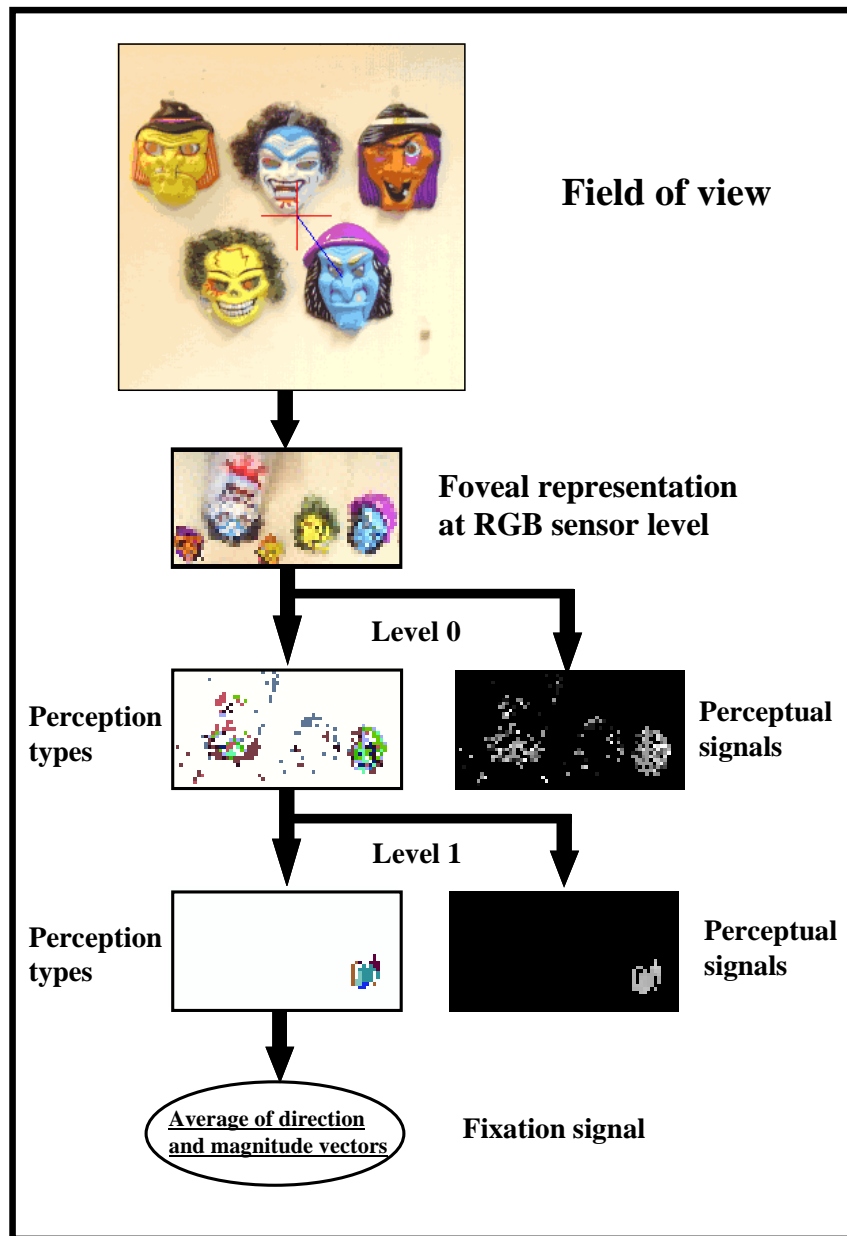 Field of view
Foveal representation
at RGB sensor level
Level 0
Perception
types
Perceptual
signals
Level 1
Perception
types
Perceptual
signals
Average of direction
and magnitude vectors
Fixation signal